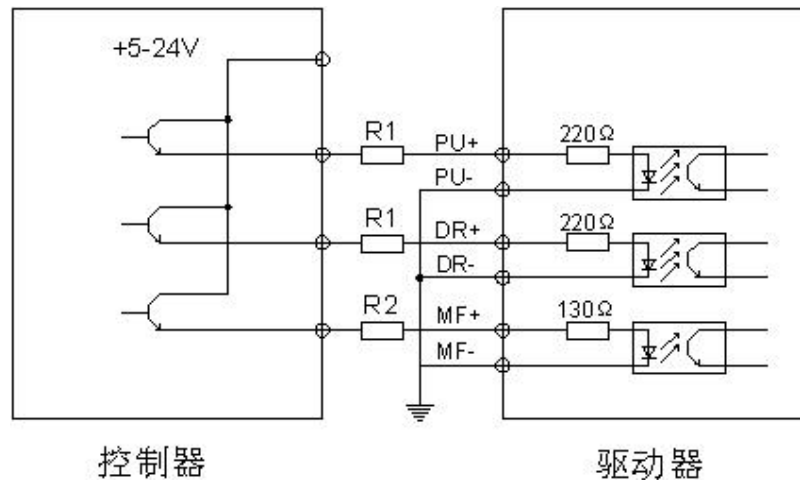 +5-24V
R1
PU+
220Ω
PU-
R1
DR+
220Ω
DR-
R2
MF+
130Ω
MF-
控制器
驱动器